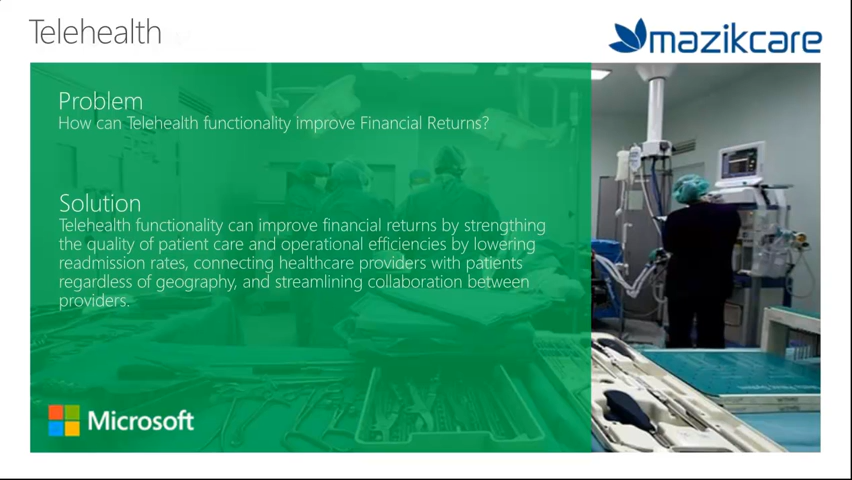 Telehealth
mazikcare
Problem
How can Telehealth functionality improve Financial Returns?
Solution
Telehealth functionality can improve financial returns by strengthing
the quality of patient care and operational efficiencies by lowering
readmission rates, connecting healthcare providers with patients
regardless of geography, and streamlining collaboration between
providers.
Microsoft